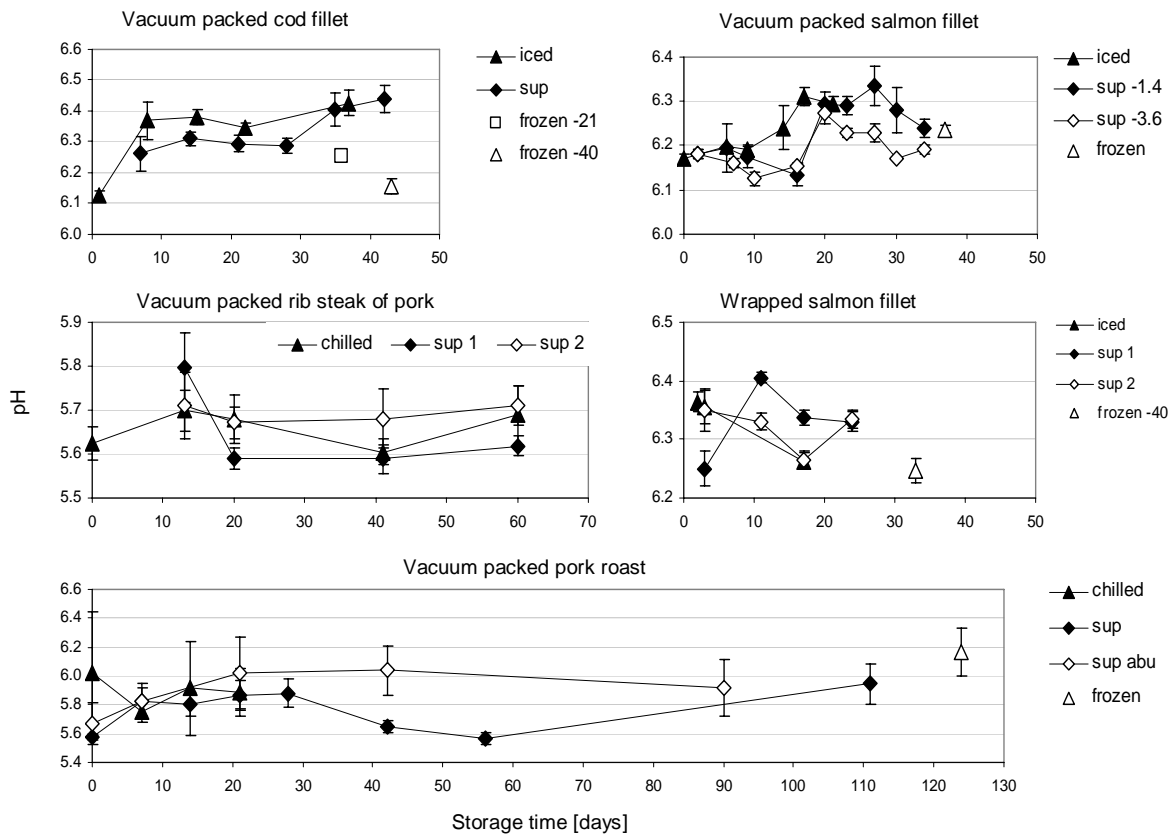 Vacuum packed cod fillet
6.6
6.5
6.4
6.3
6.2
6.1
6.0
0 10 20 30 40 50
iced
sup
frozen -21
frozen -40
Vacuum packed salmon fillet
6.4
6.3
6.2
6.1
6.0
0 10 20 30 40 50
iced
sup -1.4
sup -3.6
frozen
Vacuum packed rib steak of pork
5.9
5.8
5.7
5.6
5.5
0 10 20 30 40 50 60 70
chilled sup 1 sup 2
pH
Wrapped salmon fillet
6.5
6.4
6.3
6.2
0 10 20 30 40 50
iced
sup 1
sup 2
frozen -40
Vacuum packed pork roast
6.6
6.4
6.2
6.0
5.8
5.6
5.4
0 10 20 30 40 50 60 70 80 90 100 110 120 130
chilled
sup
sup abu
frozen
Storage time [days]